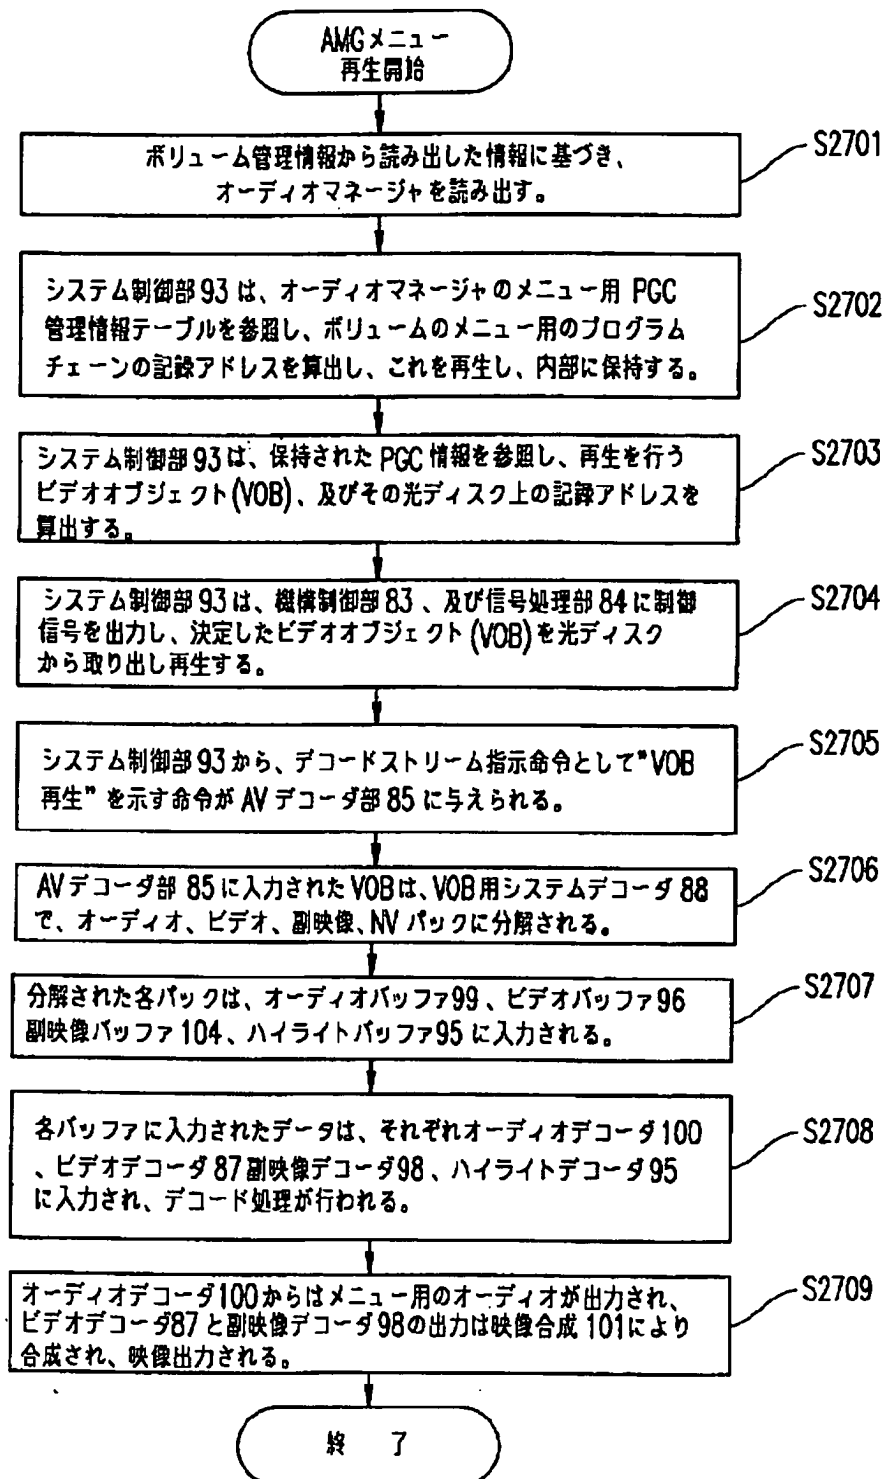 AMGメニュー
再生開始
ボリューム管理情報から読み出した情報に基づき、
オーディオマネージャを読み出す。
S2701
システム制御部93は、オーディオマネージャのメニュー用 PGC
管理情報テーブルを参照し、ボリュームのメニュー用のプログラム
チェーンの記録アドレスを算出し、これを再生し、内部に保持する。
S2702
システム制御部93は、保持されたPGC情報を参照し、再生を行う
ビデオオブジェクト(VOB)、及びその光ディスク上の記録アドレスを
算出する。
S2703
システム制御部93は、機構制御部83、及び信号処理部84に制御
信号を出力し、決定したビデオオブジェクト(VOB)を光ディスク
から取り出し再生する。
S2704
システム制御部93から、デコードストリーム指示命令として"VOB
再生"を示す命令がAVデコーダ部85に与えられる。
S2705
AVデコーダ部85に入力されたVOBは、VOB用システムデコーダ88
で、オーディオ、ビデオ、副映像、NVパックに分解される。
S2706
分解された各パックは、オーディオバッファ99、ビデオバッファ96
副映像バッファ104、ハイライトバッファ95に入力される。
S2707
各バッファに入力されたデータは、それぞれオーディオデコーダ100
、ビデオデコーダ87副映像デコーダ98、ハイライトデコーダ95
に入力され、デコード処理が行われる。
S2708
オーディオデコーダ100からはメニュー用のオーディオが出力され、
ビデオデコーダ87と副映像デコーダ98の出力は映像合成101により
合成され、映像出力される。
S2709
終 了